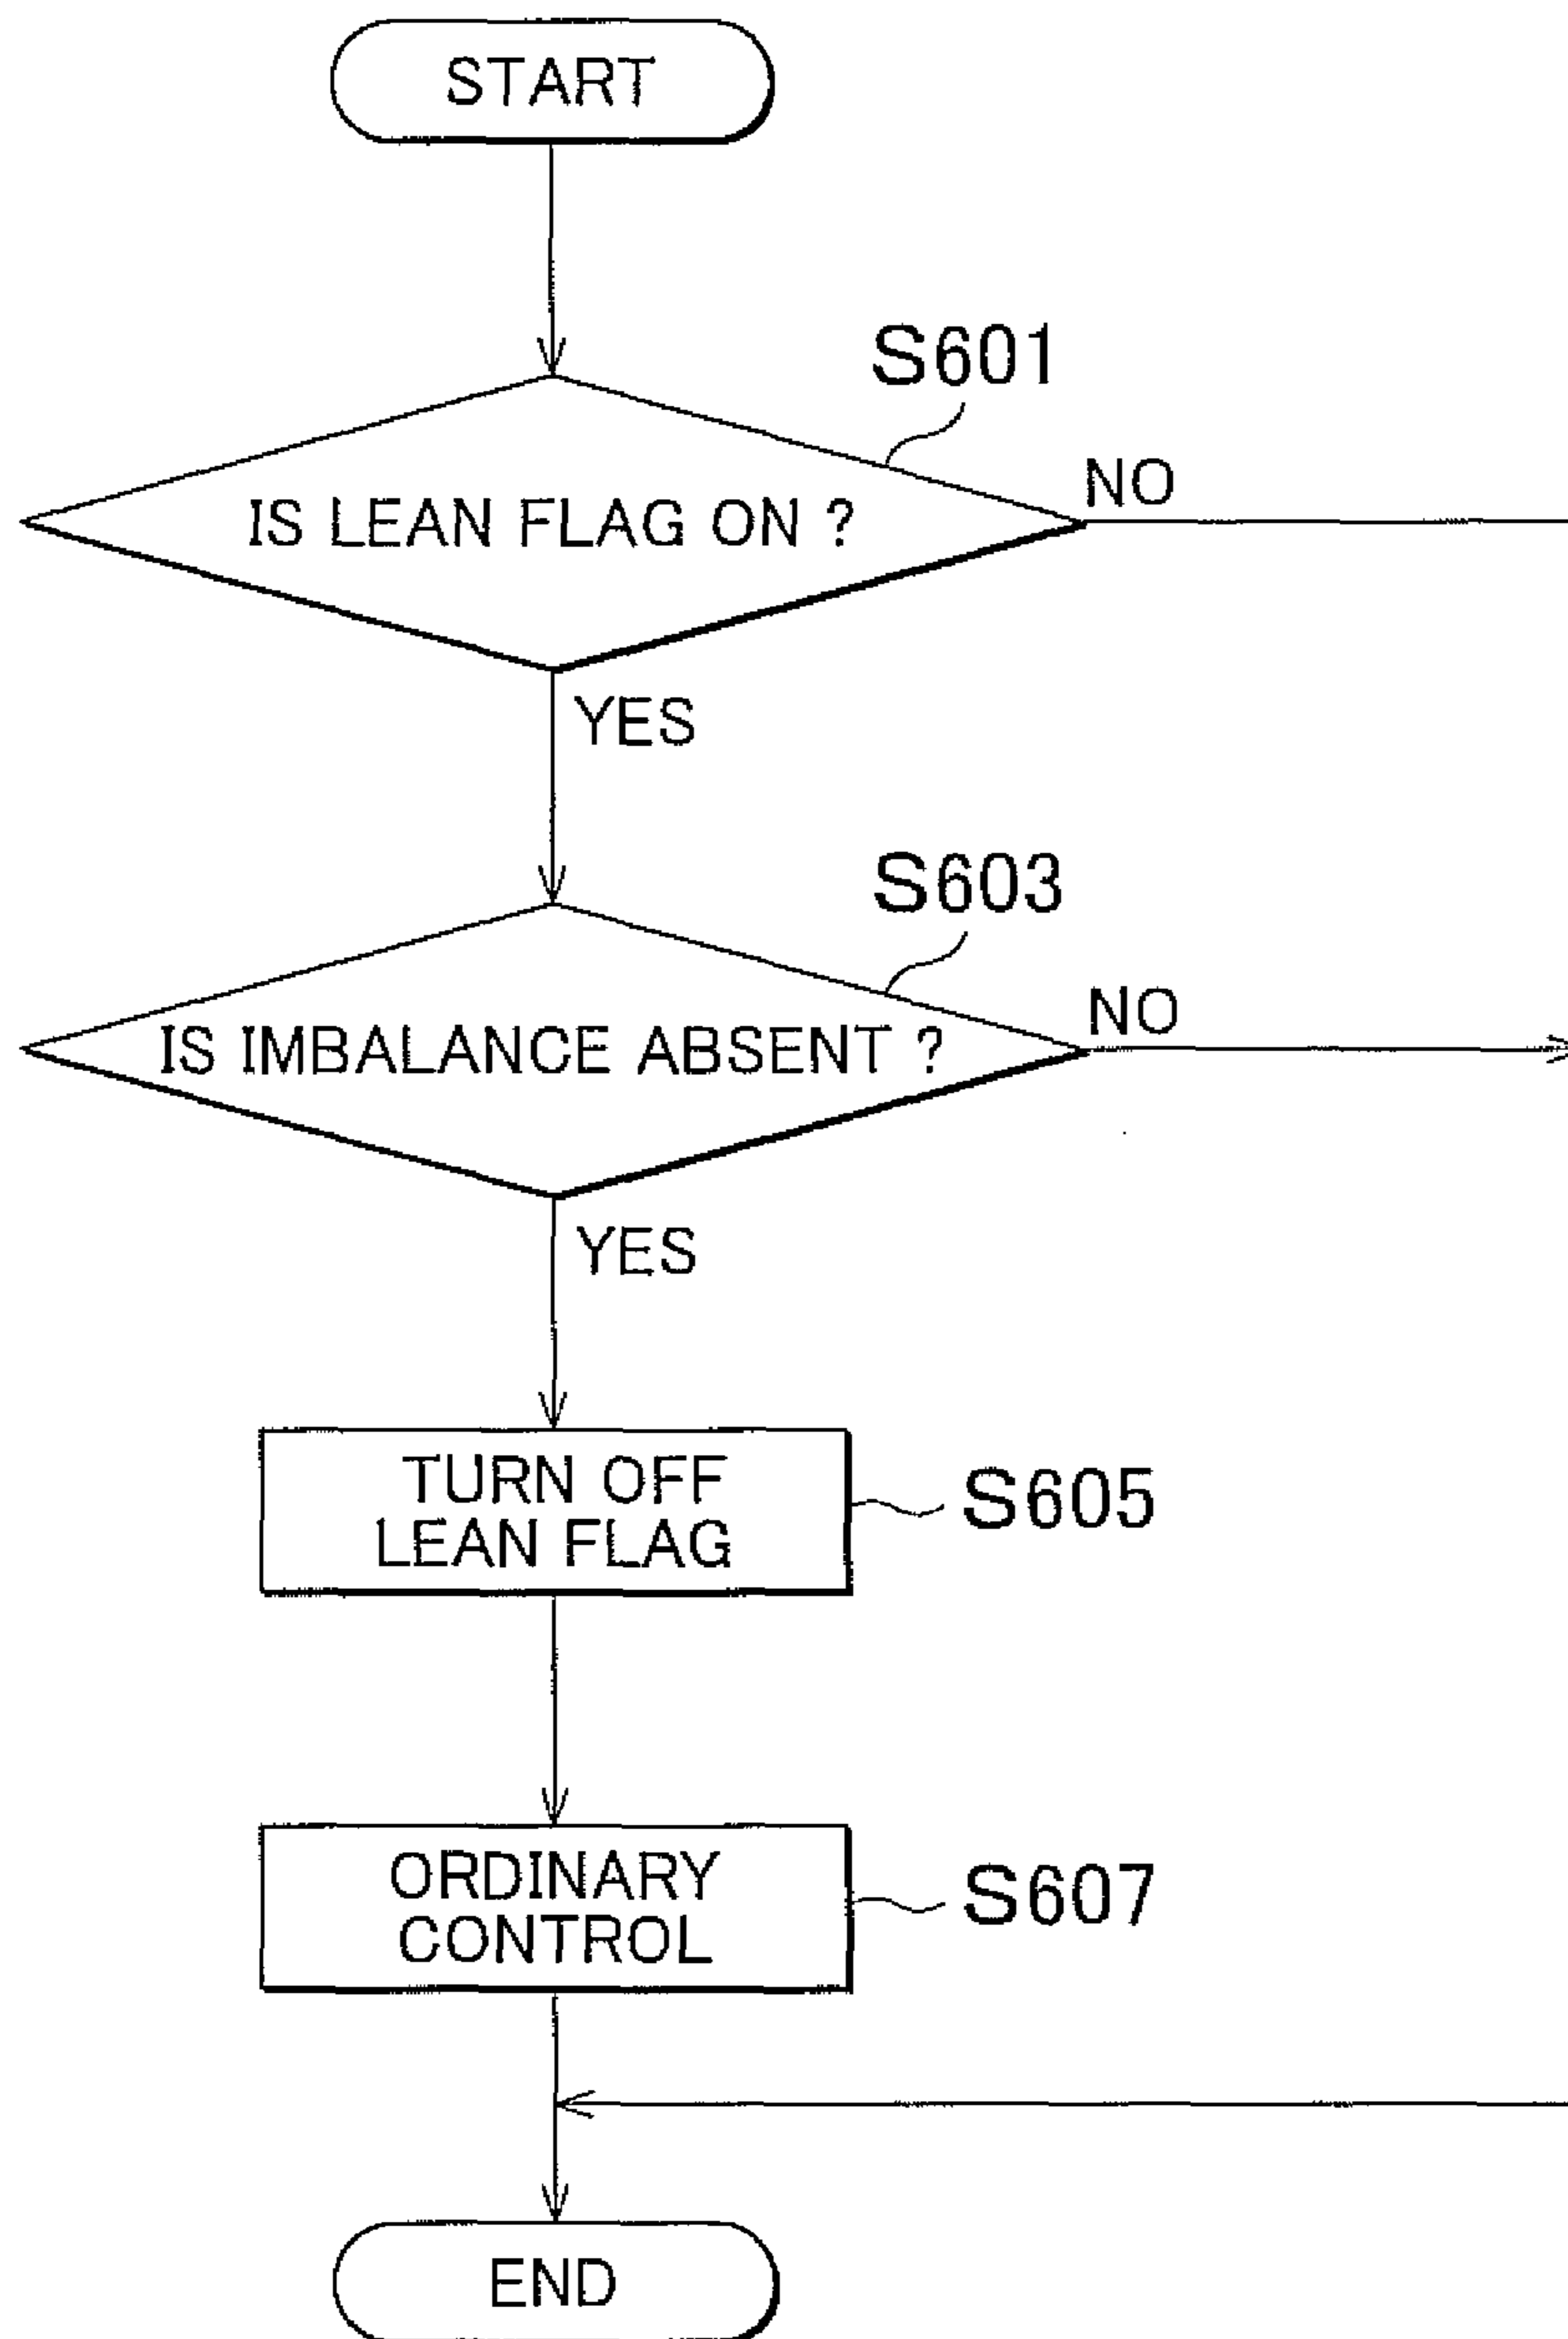 START
S601
IS LEAN FLAG ON ?
NO
YES
S603
IS IMBALANCE ABSENT ?
NO
YES
TURN OFF
LEAN FLAG
S605
ORDINARY
CONTROL
S607
END